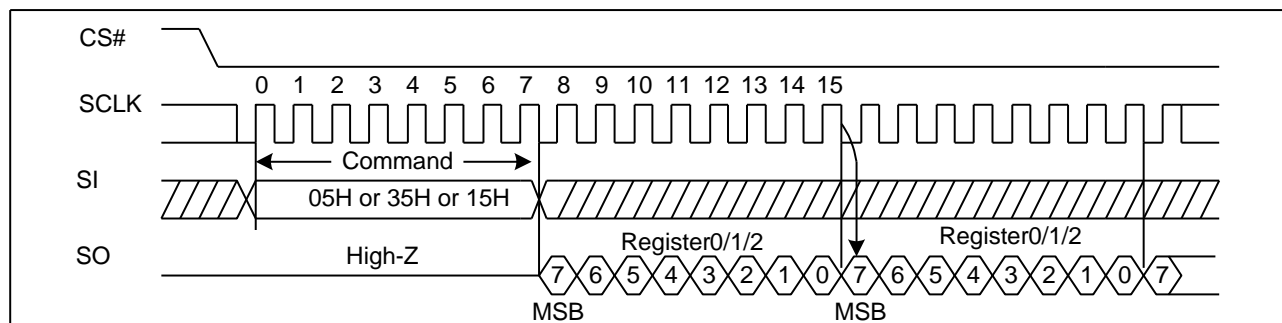 CS#
0 1 2 3 4 5 6 7 8 9 10 11 12 13 14 15
SCLK
Command
SI
05H or 35H or 15H
Register0/1/2 Register0/1/2
SO
High-Z
7 6 5 4 3 2 1 0 7 6 5 4 3 2 1 0 7
MSB MSB